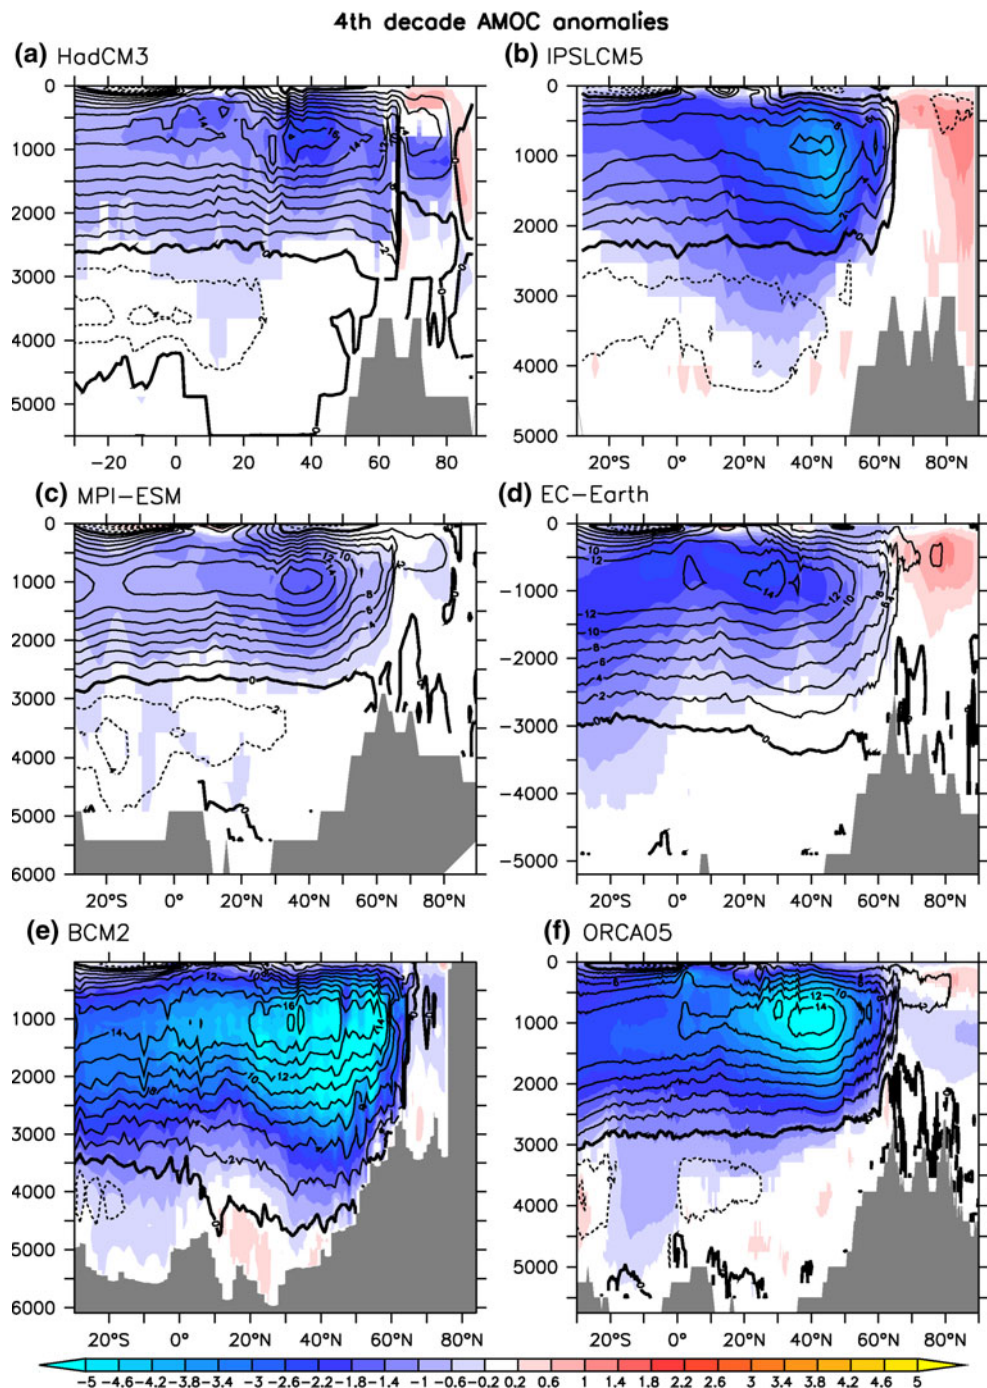 4th decade AMOC anomalies
(a) HadCM3
(b) IPSLCM5
0
1000
2000
3000
4000
5000
−20 0 20 40 60 80
0
1000
2000
3000
4000
5000
20°S 0° 20°N 40°N 60°N 80°N
(c) MPI−ESM
(d) EC−Earth
0
1000
2000
3000
4000
5000
6000
20°S 0° 20°N 40°N 60°N 80°N
0
−1000
−2000
−3000
−4000
−5000
20°S 0° 20°N 40°N 60°N 80°N
(e) BCM2
(f) ORCA05
1000
2000
3000
4000
5000
6000
20°S 0° 20°N 40°N 60°N 80°N
0
1000
2000
3000
4000
5000
20°S 0° 20°N 40°N 60°N 80°N
−5 −4.6 −4.2 −3.8 −3.4 −3 −2.6 −2.2 −1.8 −1.4 −1 −0.6 −0.2 0.2 0.6 1 1.4 1.8 2.2 2.6 3 3.4 3.8 4.2 4.6 5